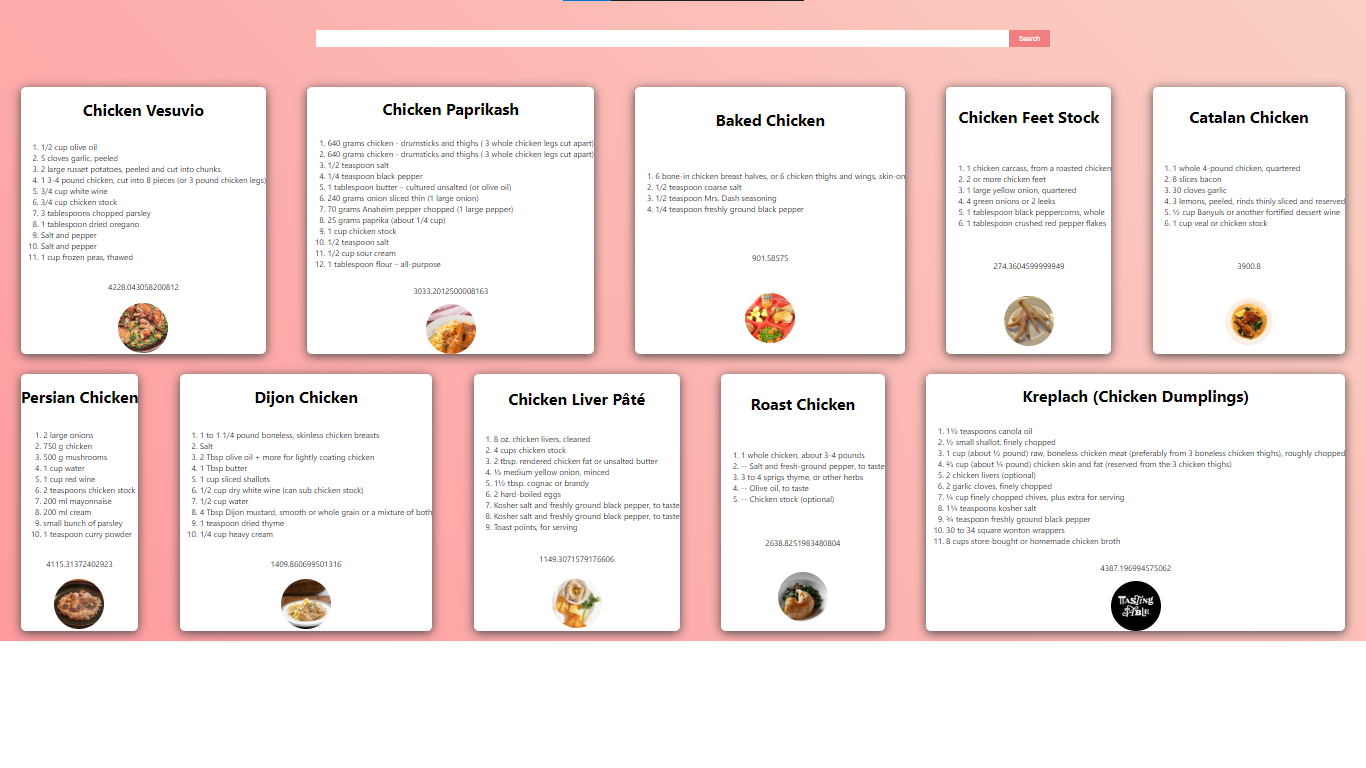 Search
Chicken Vesuvio
1. 1/2 cup olive oil
2. 5 cloves garlic, peeled
3. 2 large russet potatoes, peeled and cut into chunks
4. 1 3-4 pound chicken, cut into 8 pieces (or 3 pound chicken legs)
5. 3/4 cup white wine
6. 3/4 cup chicken stock
7. 3 tablespoons chopped parsley
8. 1 tablespoon dried oregano
9. Salt and pepper
10. Salt and pepper
11. 1 cup frozen peas, thawed
4228.043058200812
Chicken Paprikash
1. 640 grams chicken - drumsticks and thighs ( 3 whole chicken legs cut apart)
2. 640 grams chicken - drumsticks and thighs ( 3 whole chicken legs cut apart)
3. 1/2 teaspoon salt
4. 1/4 teaspoon black pepper
5. 1 tablespoon butter – cultured unsalted (or olive oil)
6. 240 grams onion sliced thin (1 large onion)
7. 70 grams Anaheim pepper chopped (1 large pepper)
8. 25 grams paprika (about 1/4 cup)
9. 1 cup chicken stock
10. 1/2 teaspoon salt
11. 1/2 cup sour cream
12. 1 tablespoon flour – all-purpose
3033.2012500008163
Baked Chicken
1. 6 bone-in chicken breast halves, or 6 chicken thighs and wings, skin-on
2. 1/2 teaspoon coarse salt
3. 1/2 teaspoon Mrs. Dash seasoning
4. 1/4 teaspoon freshly ground black pepper
901.58575
Chicken Feet Stock
1. 1 chicken carcass, from a roasted chicken
2. 2 or more chicken feet
3. 1 large yellow onion, quartered
4. 4 green onions or 2 leeks
5. 1 tablespoon black peppercorns, whole
6. 1 tablespoon crushed red pepper flakes
274.3604599999949
Catalan Chicken
1. 1 whole 4-pound chicken, quartered
2. 8 slices bacon
3. 30 cloves garlic
4. 3 lemons, peeled, rinds thinly sliced and reserved
5. ½ cup Banyuls or another fortified dessert wine
6. 1 cup veal or chicken stock
3900.8
Persian Chicken
1. 2 large onions
2. 750 g chicken
3. 500 g mushrooms
4. 1 cup water
5. 1 cup red wine
6. 2 teaspoons chicken stock
7. 200 ml mayonnaise
8. 200 ml cream
9. small bunch of parsley
10. 1 teaspoon curry powder
4115.31372402923
Dijon Chicken
1. 1 to 1 1/4 pound boneless, skinless chicken breasts
2. Salt
3. 2 Tbsp olive oil + more for lightly coating chicken
4. 1 Tbsp butter
5. 1 cup sliced shallots
6. 1/2 cup dry white wine (can sub chicken stock)
7. 1/2 cup water
8. 4 Tbsp Dijon mustard, smooth or whole grain or a mixture of both
9. 1 teaspoon dried thyme
10. 1/4 cup heavy cream
1409.860699501316
Chicken Liver Pâté
1. 8 oz. chicken livers, cleaned
2. 4 cups chicken stock
3. 2 tbsp. rendered chicken fat or unsalted butter
4. ½ medium yellow onion, minced
5. 1½ tbsp. cognac or brandy
6. 2 hard-boiled eggs
7. Kosher salt and freshly ground black pepper, to taste
8. Kosher salt and freshly ground black pepper, to taste
9. Toast points, for serving
1149.3071579176606
Roast Chicken
1. 1 whole chicken, about 3-4 pounds
2. -- Salt and fresh-ground pepper, to taste
3. 3 to 4 sprigs thyme, or other herbs
4. -- Olive oil, to taste
5. -- Chicken stock (optional)
2638.8251983480804
Kreplach (Chicken Dumplings)
1. 1½ teaspoons canola oil
2. ½ small shallot, finely chopped
3. 1 cup (about ½ pound) raw, boneless chicken meat (preferably from 3 boneless chicken thighs), roughly chopped
4. ⅔ cup (about ¼ pound) chicken skin and fat (reserved from the 3 chicken thighs)
5. 2 chicken livers (optional)
6. 2 garlic cloves, finely chopped
7. ¼ cup finely chopped chives, plus extra for serving
8. 1¼ teaspoons kosher salt
9. ¾ teaspoon freshly ground black pepper
10. 30 to 34 square wonton wrappers
11. 8 cups store-bought or homemade chicken broth
4387.196994575062
TASTING
TABLE